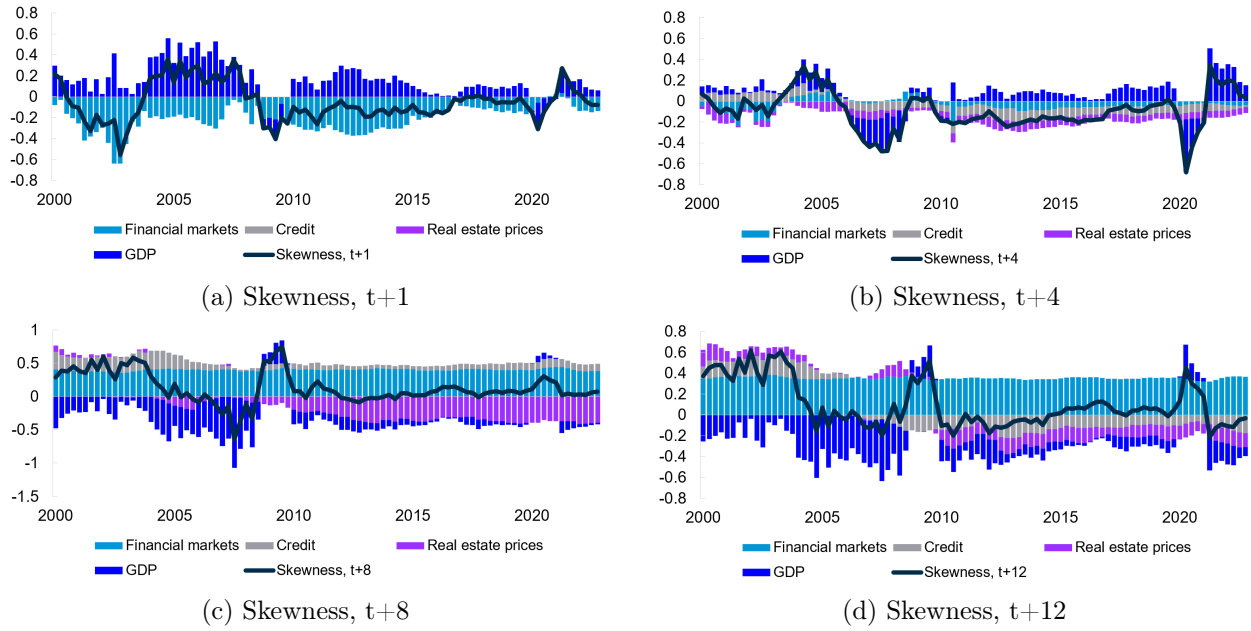 0.8
0.6
0.4
0.2
0
-0.2
-0.4
-0.6
-0.8
2000 2005 2010 2015 2020
Financial markets Credit Real estate prices
GDP Skewness, t+1
(a) Skewness, t+1
0.8
0.6
0.4
0.2
0
-0.2
-0.4
-0.6
-0.8
2000 2005 2010 2015 2020
Financial markets Credit Real estate prices
GDP Skewness, t+4
(b) Skewness, t+4
1
0.5
0
-0.5
-1
-1.5
2000 2005 2010 2015 2020
Financial markets Credit Real estate prices
GDP Skewness, t+8
(c) Skewness, t+8
0.8
0.6
0.4
0.2
0
-0.2
-0.4
-0.6
-0.8
2000 2005 2010 2015 2020
Financial markets Credit Real estate prices
GDP Skewness, t+12
(d) Skewness, t+12